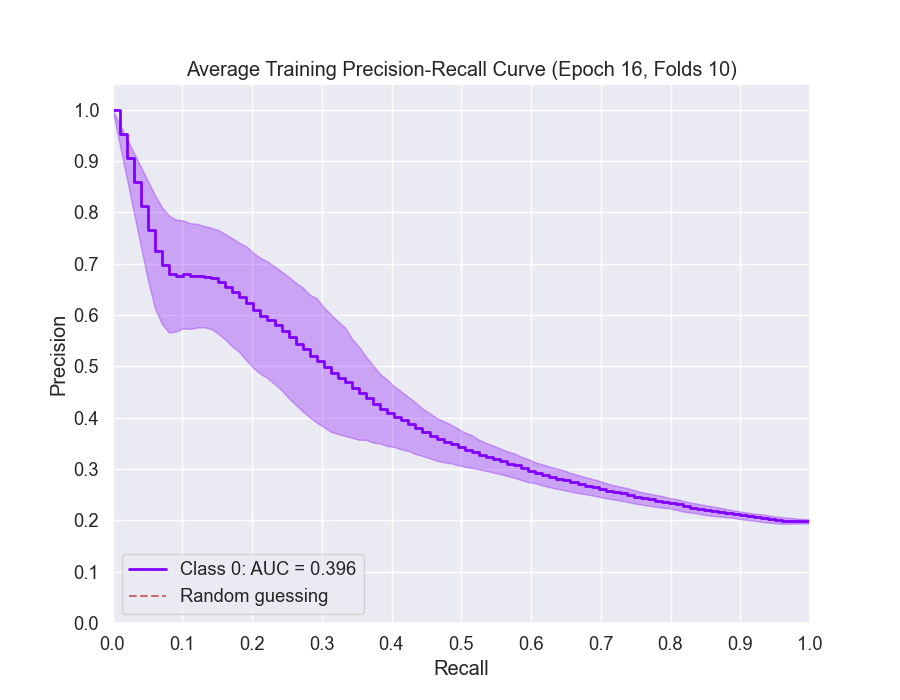 Average Training Precision-Recall Curve (Epoch 16, Folds 10)
Precision
1.0
0.9
0.8
0.7
0.6
0.5
0.4
0.3
0.2
0.1
0.0
Class 0: AUC = 0.396
Random guessing
0.0 0.1 0.2 0.3 0.4 0.5 0.6 0.7 0.8 0.9 1.0
Recall